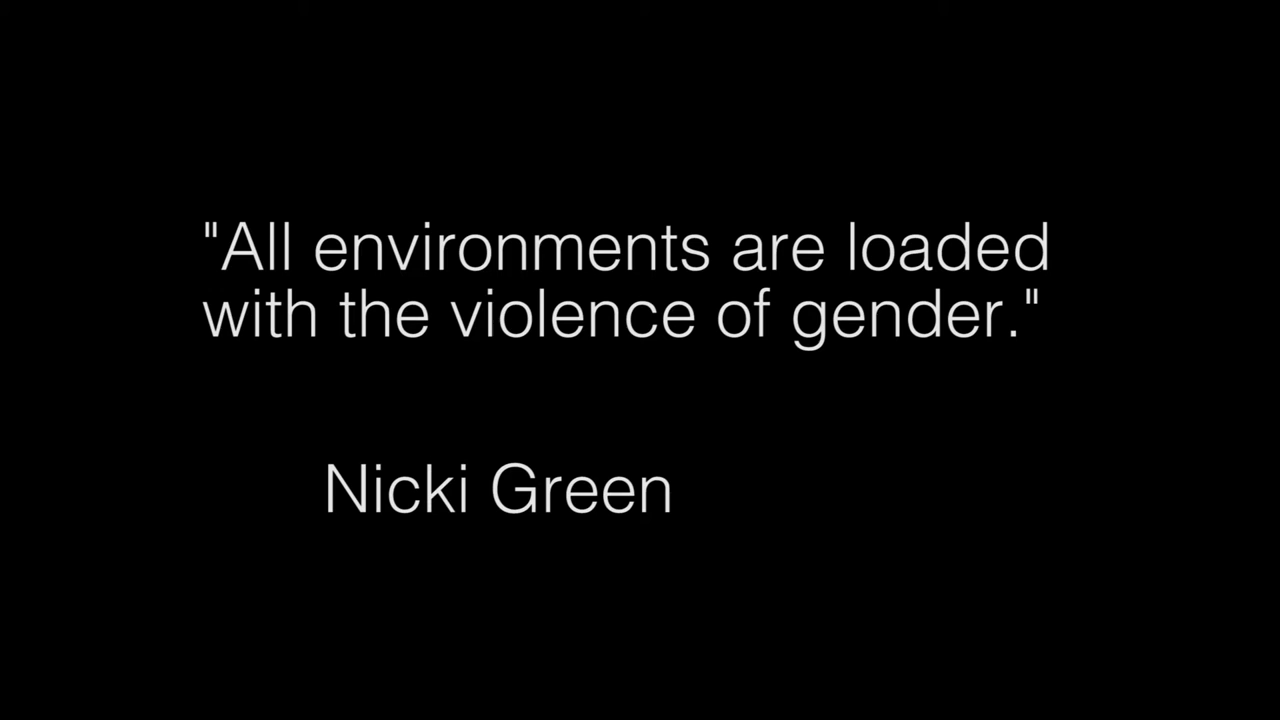 "All environments are loaded
with the violence of gender."
Nicki Green